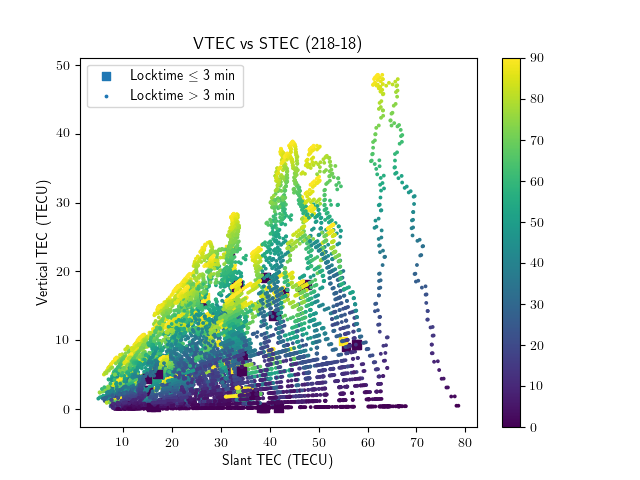 VTEC vs STEC (218-18)
Locktime ≤ 3 min
Locktime > 3 min
Vertical TEC (TECU)
50
40
30
20
10
0
10 20 30 40 50 60 70 80
Slant TEC (TECU)
90
80
70
60
50
40
30
20
10
0